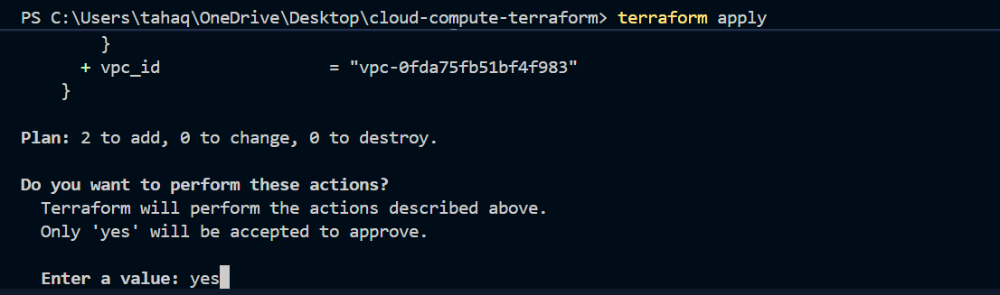 PS C:\Users\tahaq\OneDrive\Desktop\cloud-compute-terraform> terraform apply
}
+ vpc_id = "vpc-0fda75fb51bf4f983"
}
Plan: 2 to add, 0 to change, 0 to destroy.
Do you want to perform these actions?
Terraform will perform the actions described above.
Only 'yes' will be accepted to approve.
Enter a value: yes